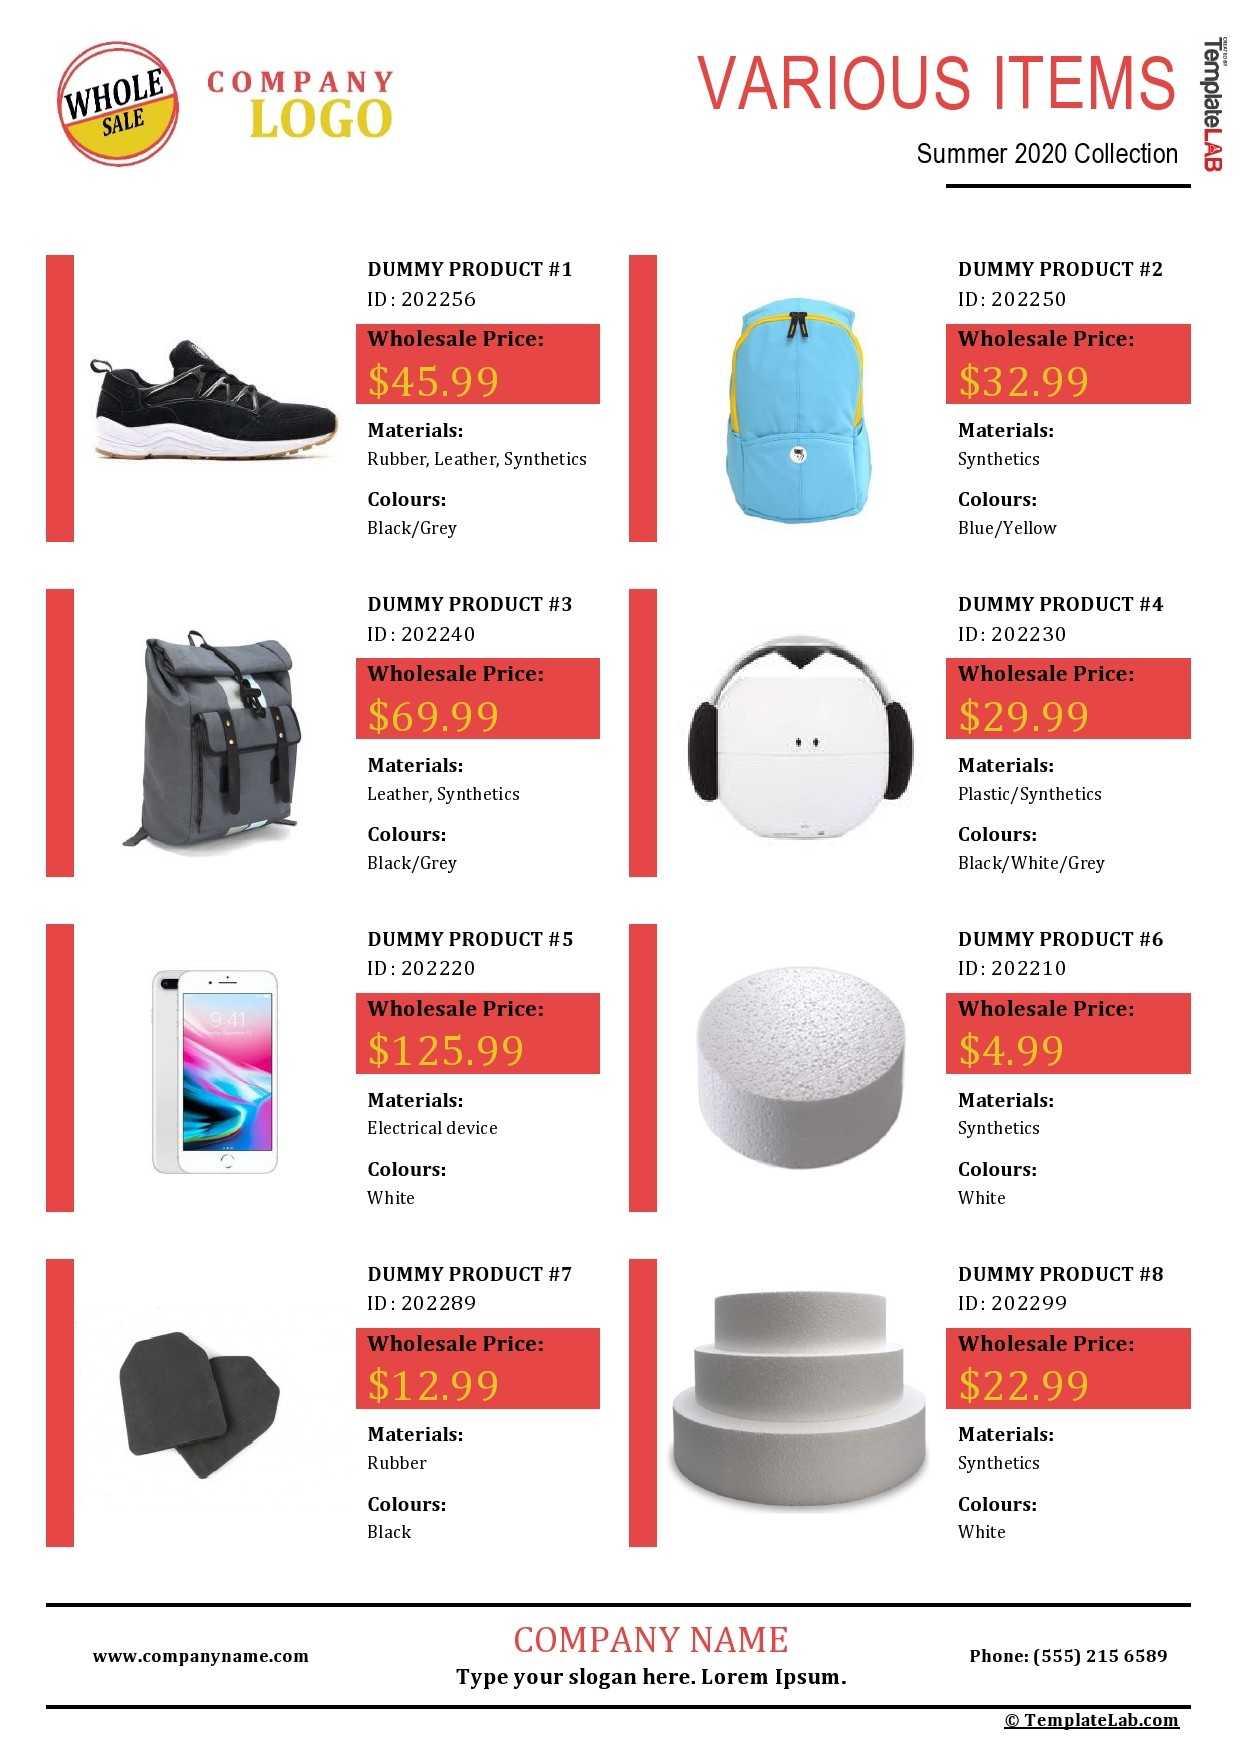 WHOLE
SALE
COMPANY
LOGO
VARIOUS ITEMS
Summer 2020 Collection
CREATED BY
TemplateLAB
DUMMY PRODUCT #1
ID: 202256
Wholesale Price:
$45.99
Materials:
Rubber, Leather, Synthetics
Colours:
Black/Grey
DUMMY PRODUCT #2
ID: 202250
Wholesale Price:
$32.99
Materials:
Synthetics
Colours:
Blue/Yellow
DUMMY PRODUCT #3
ID: 202240
Wholesale Price:
$69.99
Materials:
Leather, Synthetics
Colours:
Black/Grey
DUMMY PRODUCT #4
ID: 202230
Wholesale Price:
$29.99
Materials:
Plastic/Synthetics
Colours:
Black/White/Grey
9:41
DUMMY PRODUCT #5
ID: 202220
Wholesale Price:
$125.99
Materials:
Electrical device
Colours:
White
DUMMY PRODUCT #6
ID: 202210
Wholesale Price:
$4.99
Materials:
Synthetics
Colours:
White
DUMMY PRODUCT #7
ID: 202289
Wholesale Price:
$12.99
Materials:
Rubber
Colours:
Black
DUMMY PRODUCT #8
ID: 202299
Wholesale Price:
$22.99
Materials:
Synthetics
Colours:
White
www.companyname.com
COMPANY NAME
Type your slogan here. Lorem Ipsum.
Phone: (555) 215 6589
© TemplateLab.com